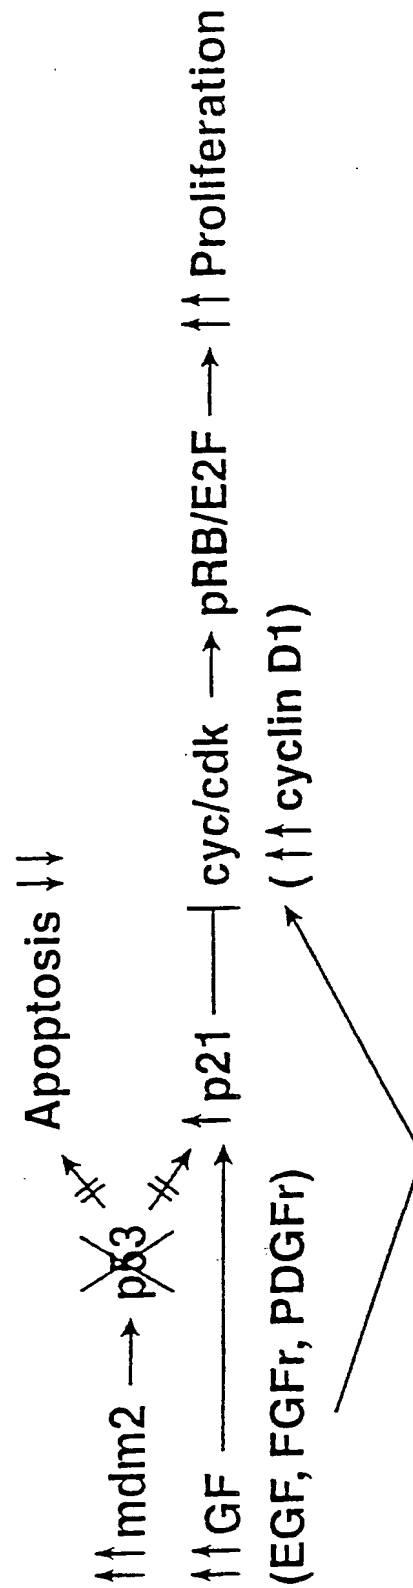 Apoptosis ↓↓
↑↑mdm2 → p53
↑↑GF → ↑p21 ⊣ cyc/cdk → pRB/E2F → ↑↑ Proliferation
(EGF, FGFr, PDGFr) (↑↑ cyclin D1)